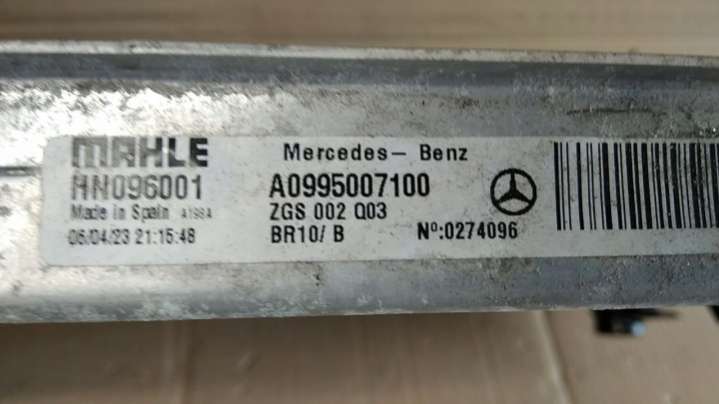 MAHLE
HN096001
Made in Spain A198A
06/04/23 21:15:48
Mercedes-Benz
A0995007100
ZGS 002 Q03
BR10/ B
Nº:0274096